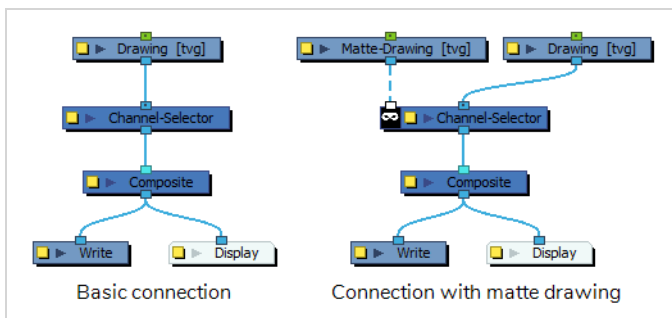 Drawing [tvg]
Matte-Drawing [tvg]
Drawing [tvg]
Channel-Selector
Channel-Selector
Composite
Composite
Write
Display
Write
Display
Basic connection
Connection with matte drawing